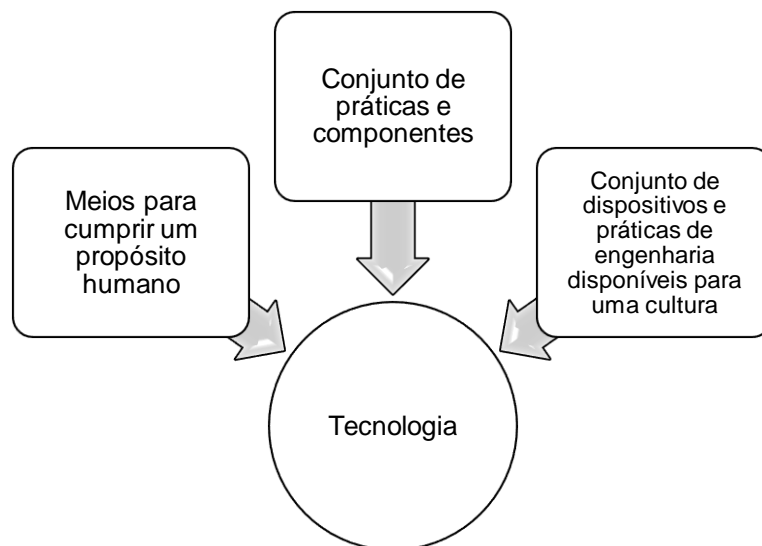 Conjunto de
práticas e
componentes
Meios para
cumprir um
propósito
humano
Conjunto de
dispositivos e
práticas de
engenharia
disponíveis para
uma cultura
Tecnologia